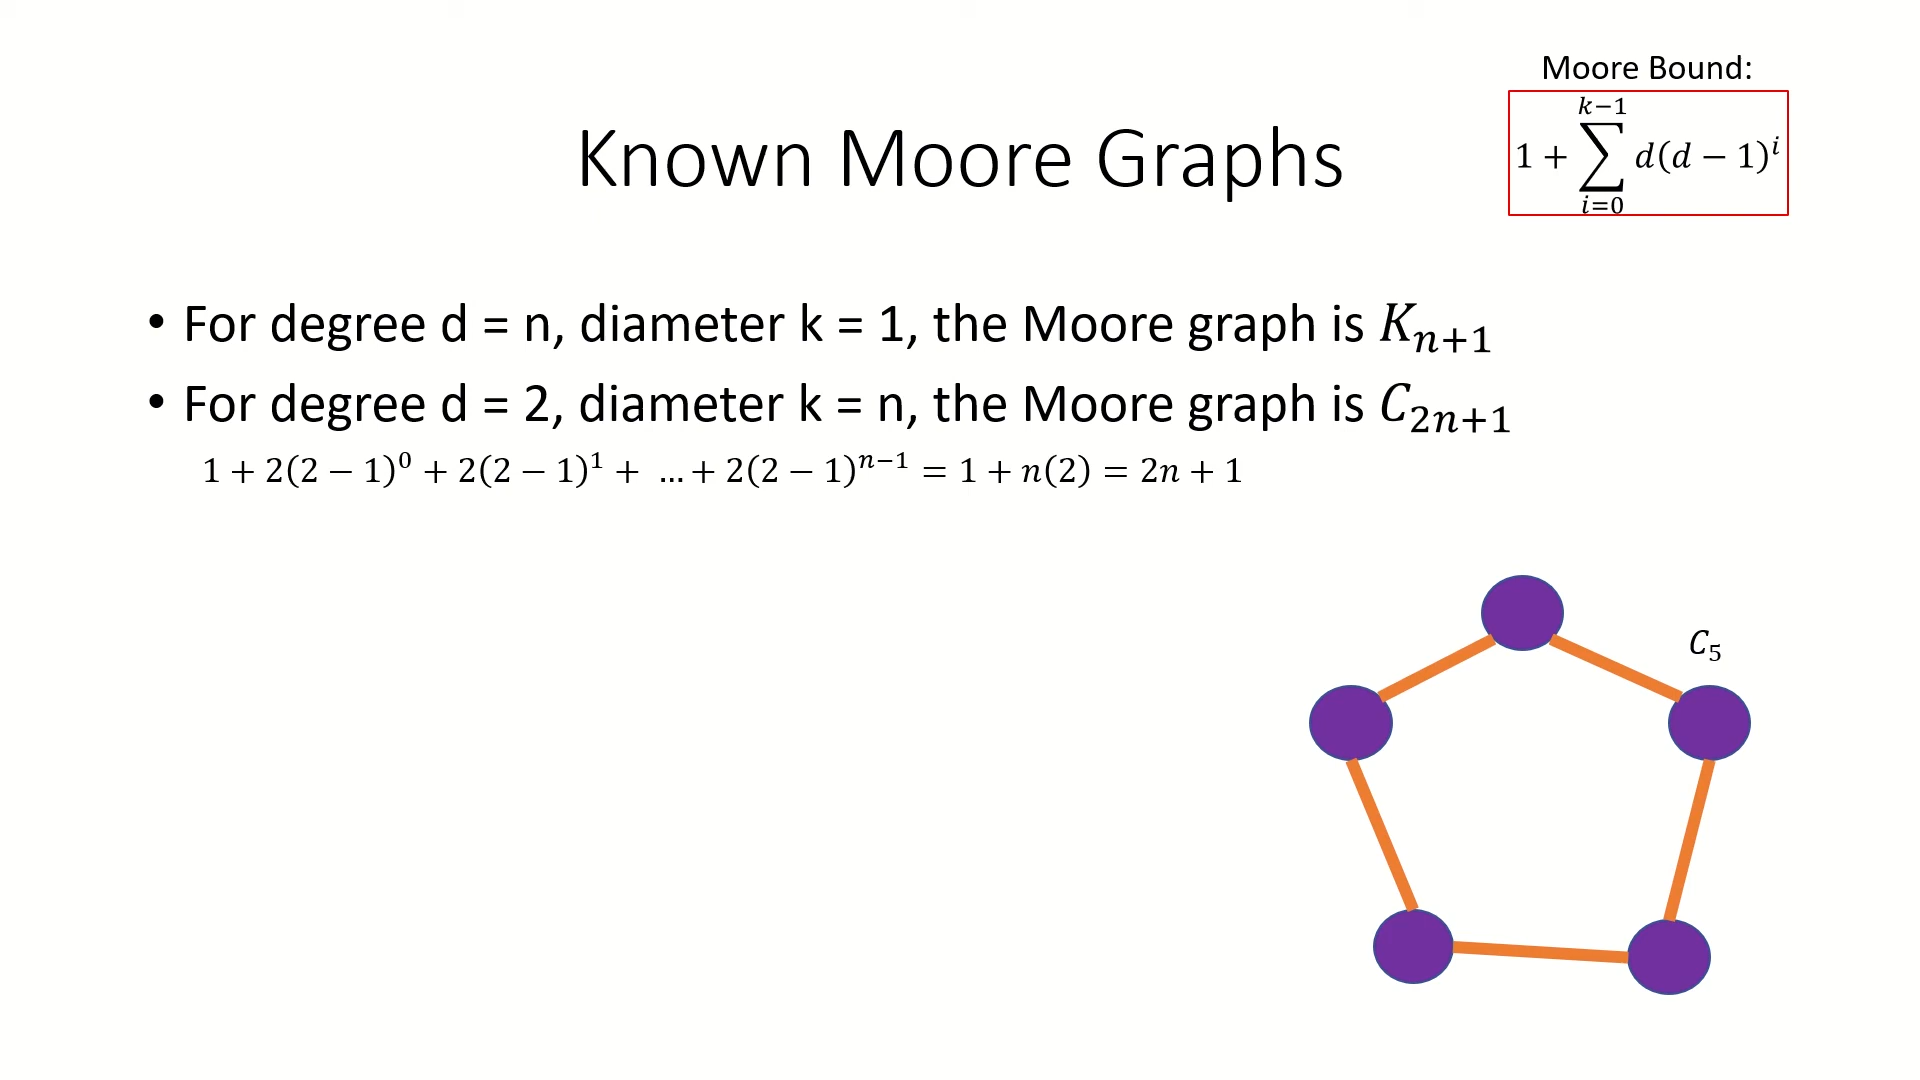 Moore Bound:
1 + \sum_{i=0}^{k-1} d(d − 1)^i
Known Moore Graphs
• For degree d = n, diameter k = 1, the Moore graph is K_{n+1}
• For degree d = 2, diameter k = n, the Moore graph is C_{2n+1}
1 + 2(2 − 1)^0 + 2(2 − 1)^1 + … + 2(2 − 1)^{n−1} = 1 + n(2) = 2n + 1
C_5